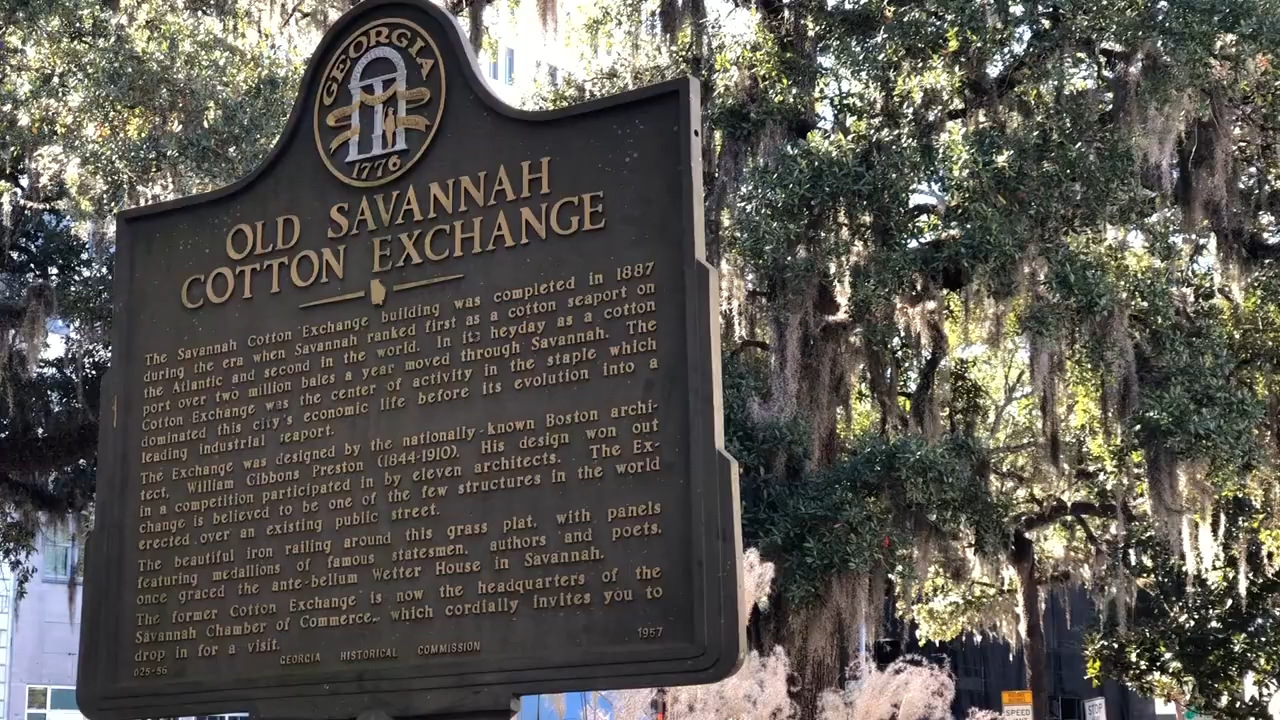 GEORGIA
1776
OLD SAVANNAH
COTTON EXCHANGE
The Savannah Cotton Exchange building was completed in 1887
during the era when Savannah ranked first as a cotton seaport on
the Atlantic and second in the world. In its heyday as a cotton
port over two million bales a year moved through Savannah. The
Cotton Exchange was the center of activity in the staple which
dominated this city's economic life before its evolution into a
leading industrial seaport.
The Exchange was designed by the nationally-known Boston archi-
tect, William Gibbons Preston (1844-1910). His design won out
in a competition participated in by eleven architects. The Ex-
change is believed to be one of the few structures in the world
erected over an existing public street.
The beautiful iron railing around this grass plat, with panels
featuring medallions of famous statesmen, authors and poets,
once graced the ante-bellum Wetter House in Savannah.
The former Cotton Exchange is now the headquarters of the
Savannah Chamber of Commerce, which cordially invites you to
drop in for a visit.
025-56 GEORGIA HISTORICAL COMMISSION 1957
SPEED
STOP